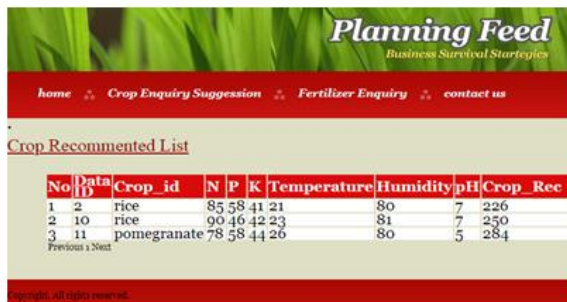 Planning Feed
Business Survival Startegies
home Crop Enquiry Suggession Fertilizer Enquiry contact us
Crop Recommented List
No Data ID Crop_id N P K Temperature Humidity pH Crop_Rec
1 2 rice 85 58 41 21 80 7 226
2 10 rice 90 46 42 23 81 7 250
3 11 pomegranate 78 58 44 26 80 5 284
Previous 1 Next
Copyright. All rights reserved.